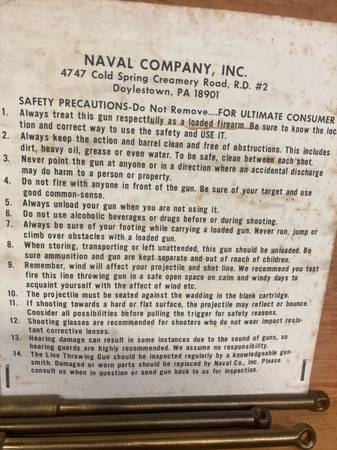 NAVAL COMPANY, INC.
4747 Cold Spring Creamery Road, R.D. #2
Doylestown, PA 18901
SAFETY PRECAUTIONS-Do Not Remove....FOR ULTIMATE CONSUMER
1. Always treat this gun respectfully as a loaded firearm. Be sure to know the loc
tion and correct way to use the safety and USE IT.
2. Always keep the action and barrel clean and free of obstructions. This includes
dirt, heavy oil, grease or even water. To be safe, clean between each shot.
3. Never point the gun at anyone or in a direction where an accidental discharge
may do harm to a person or property.
4. Do not fire with anyone in front of the gun. Be sure of your target and use
good common-sense.
5. Always unload your gun when you are not using it.
6. Do not use alcoholic beverages or drugs before or during shooting.
7. Always be sure of your footing while carrying a loaded gun. Never run, jump or
climb over obstacles with a loaded gun.
8. When storing, transporting or left unattended, this gun should be unloaded. Be
sure ammunition and gun are kept separate and out of reach of children.
9. Remember, wind will affect your projectile and shot line. We recommend you test
fire this line throwing gun in a safe open space on calm and windy days to
acquaint yourself with the affect of wind etc.
10. The projectile must be seated against the wadding in the blank cartridge.
11. If shooting towards a hard or flat surface, the projectile may reflect or bounce.
Consider all possibilities before pulling the trigger for safety reasons.
12. Shooting glasses are recommended for shooters who do not wear impact resis-
tant corrective lenses.
13. Hearing damage can result in some instances due to the sound of guns, so
hearing guards are highly recommended. We assume no responsibility.
14. The Line Throwing Gun should be inspected regularly by a knowledgeable gun-
smith. Damaged or worn parts should be replaced by Naval Co., Inc. Please
consult us when in question or send gun back to us for inspection.